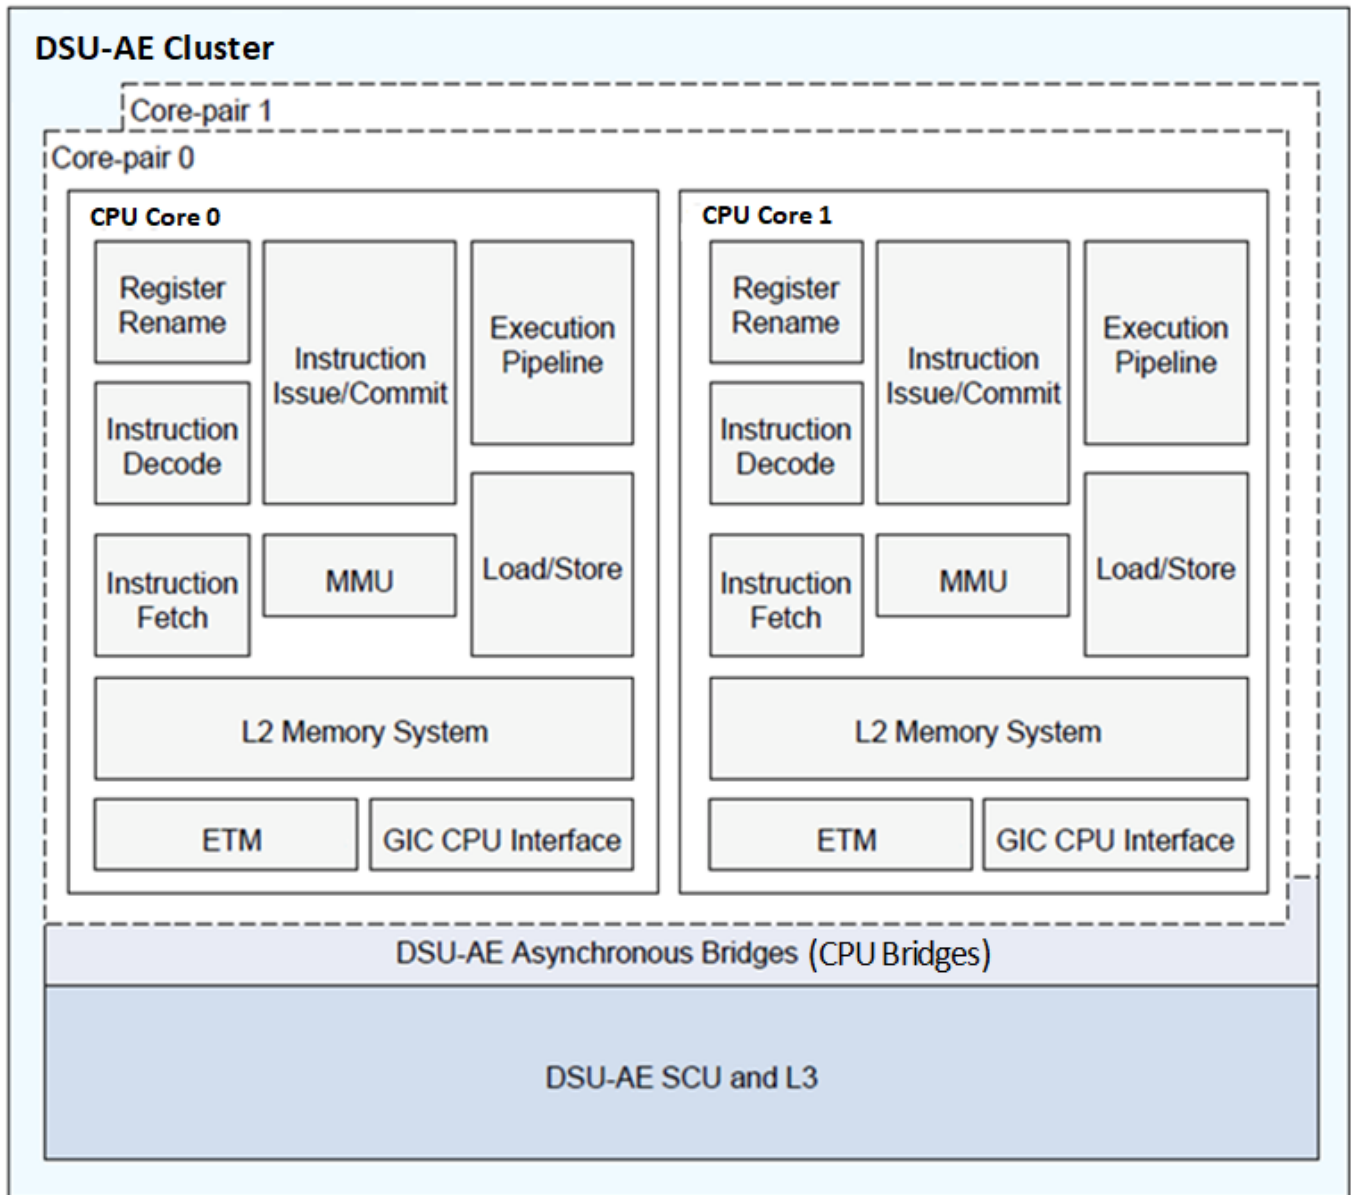 DSU-AE Cluster
Core-pair 1
Core-pair 0
CPU Core 0
Register
Rename
Instruction
Issue/Commit
Execution
Pipeline
Instruction
Decode
Instruction
Fetch
MMU
Load/Store
L2 Memory System
ETM
GIC CPU Interface
CPU Core 1
Register
Rename
Instruction
Issue/Commit
Execution
Pipeline
Instruction
Decode
Instruction
Fetch
MMU
Load/Store
L2 Memory System
ETM
GIC CPU Interface
DSU-AE Asynchronous Bridges (CPU Bridges)
DSU-AE SCU and L3